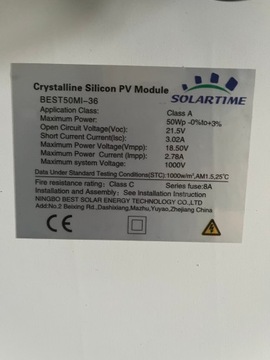 Crystalline Silicon PV Module
SOLARTIME
BEST50MI-36
Application Class: Class A
Maximum Power: 50Wp -0%to+3%
Open Circuit Voltage(Voc): 21.5V
Short Current Current(Isc): 3.02A
Maximum Power Voltage(Vmpp): 18.50V
Maximum Power Current (Impp): 2.78A
Maximum system Voltage: 1000V
Data Under Standard Testing Conditions(STC):1000w/m²,AM1.5,25℃
Fire resistance rating: Class C Series fuse:8A
Installation and Assembly: See Installation Instruction
NINGBO BEST SOLAR ENERGY TECHNOLOGY CO.,LTD
Add:No.2 Beixing Rd.,Dashixiang,Mazhu,Yuyao,Zhejiang China
CE